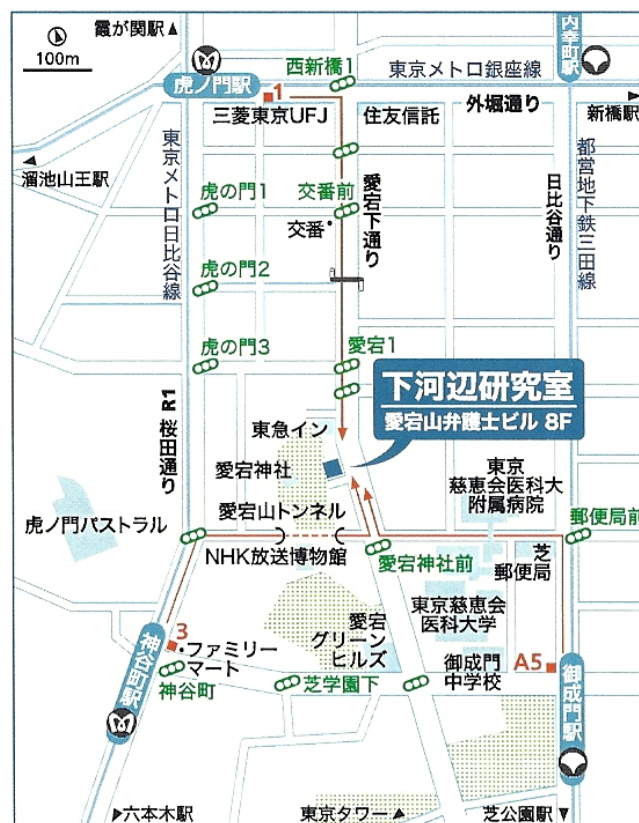 霞が関駅▲
100m
内幸町駅
虎ノ門駅
西新橋1
東京メトロ銀座線
1
三菱東京UFJ
住友信託
外堀通り
新橋駅
溜池山王駅
東京メトロ日比谷線
虎の門1
交番前
愛宕下通り
日比谷通り
都営地下鉄三田線
交番
虎の門2
虎の門3
愛宕1
下河辺研究室
愛宕山弁護士ビル 8F
桜田通り R1
東急イン
愛宕神社
東京
慈恵会医科大
附属病院
愛宕山トンネル
虎ノ門パストラル
郵便局前
NHK放送博物館
愛宕神社前
芝
郵便局
東京慈恵会
医科大学
愛宕
グリーン
ヒルズ
3
・ファミリー
マート
神谷町駅
神谷町
芝学園下
御成門
中学校
A5
御成門駅
▶六本木駅
東京タワー▲
芝公園駅▼